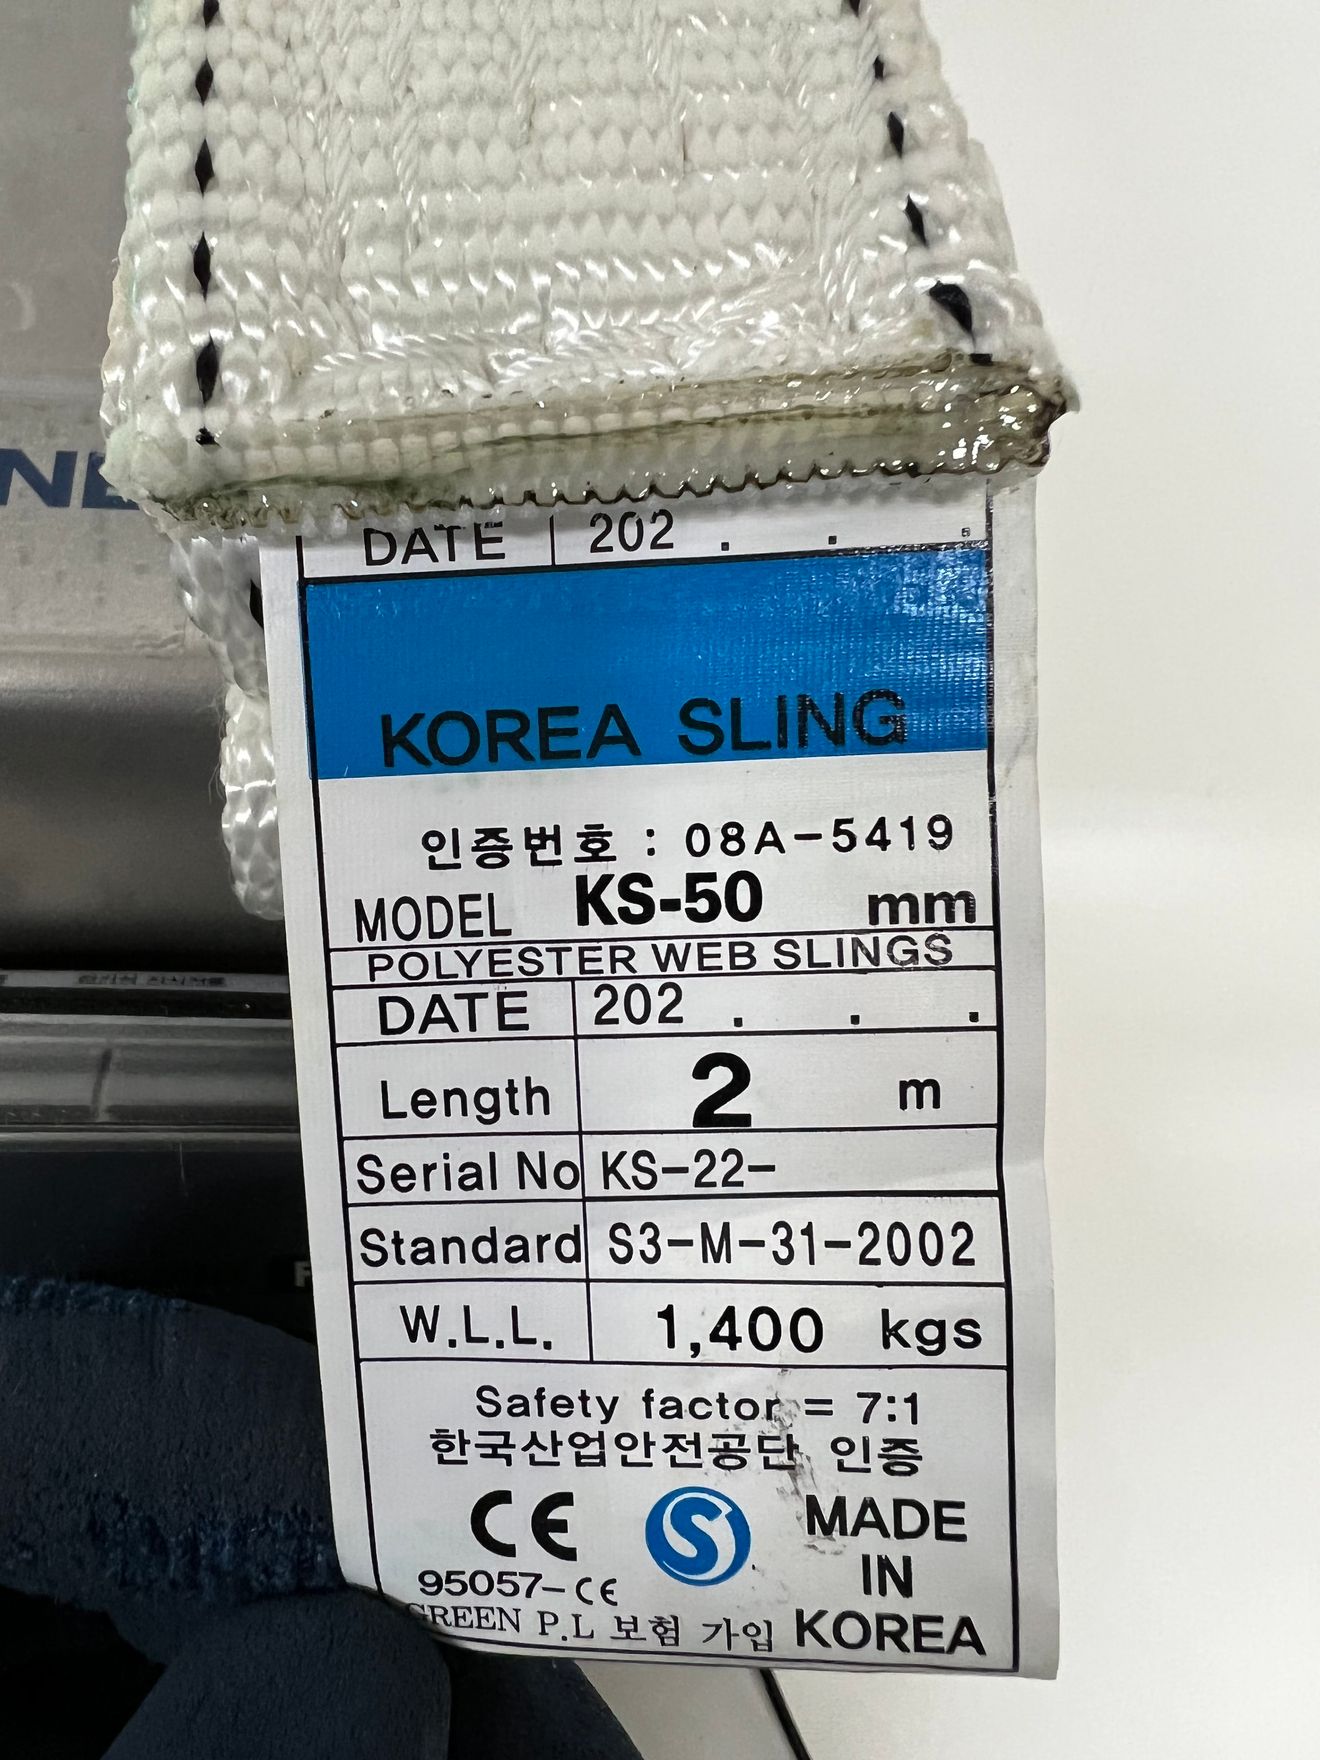 DATE 202 . . .
KOREA SLING
인증번호 : 08A-5419
MODEL KS-50 mm
POLYESTER WEB SLINGS
DATE 202 . . .
Length 2 m
Serial No KS-22-
Standard S3-M-31-2002
W.L.L. 1,400 kgs
Safety factor = 7:1
한국산업안전공단 인증
CE S MADE
IN
95057-CE
GREEN P.L 보험 가입 KOREA